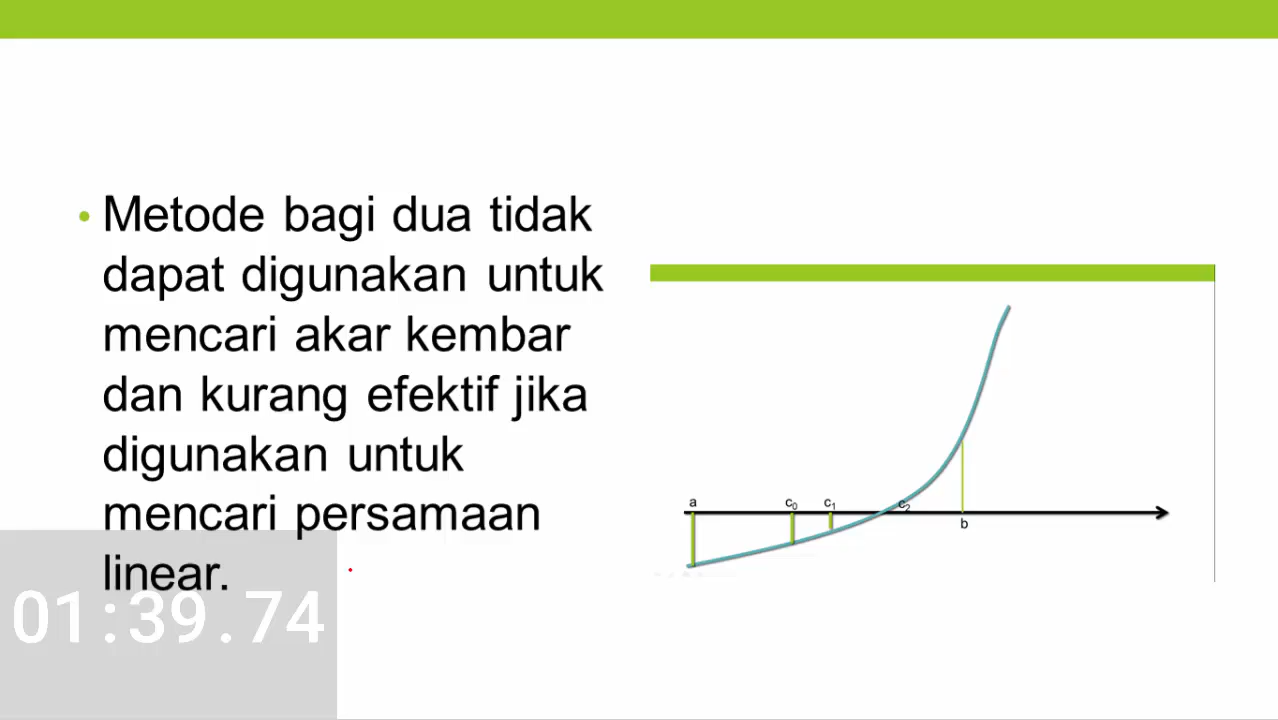 • Metode bagi dua tidak
dapat digunakan untuk
mencari akar kembar
dan kurang efektif jika
digunakan untuk
mencari persamaan
linear.
a
c₀
c₁
c₂
b
01:39.74